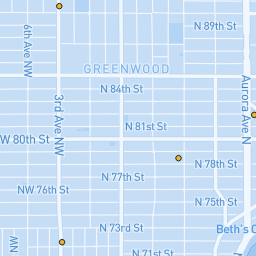 N 89th St
6th Ave NW
GREENWOOD
N 84th St
3rd Ave NW
Aurora Ave N
N 81st St
W 80th St
N 78th St
N 77th St
NW 76th St
N 75th St
N 73rd St
Beth's C
NW
N 71st St